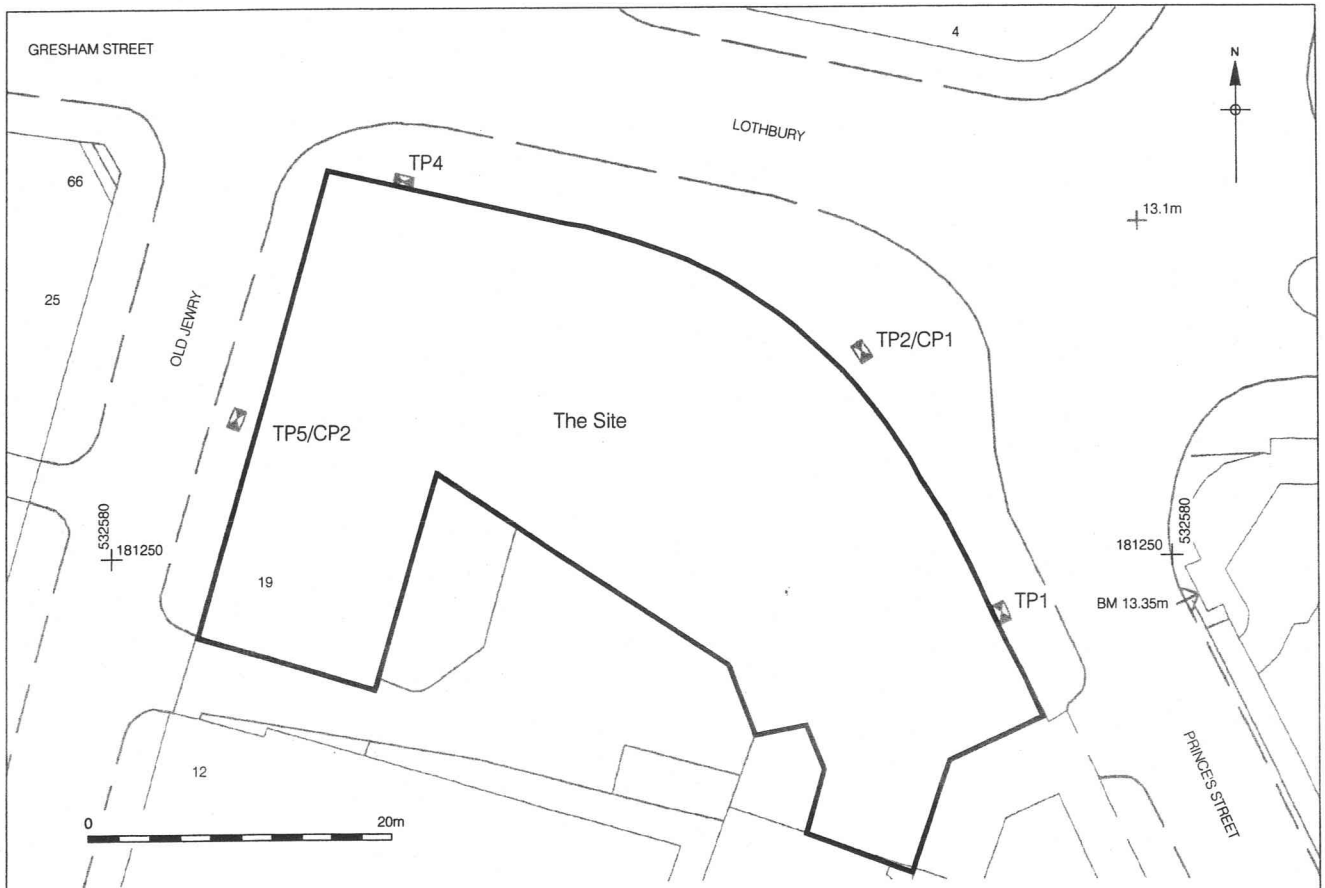 GRESHAM STREET
4
N
LOTHBURY
TP4
66
13.1m
25
OLD JEWRY
TP2/CP1
The Site
TP5/CP2
532580
181250
181250
532580
19
TP1
BM 13.35m
12
PRINCE'S STREET
0
20m